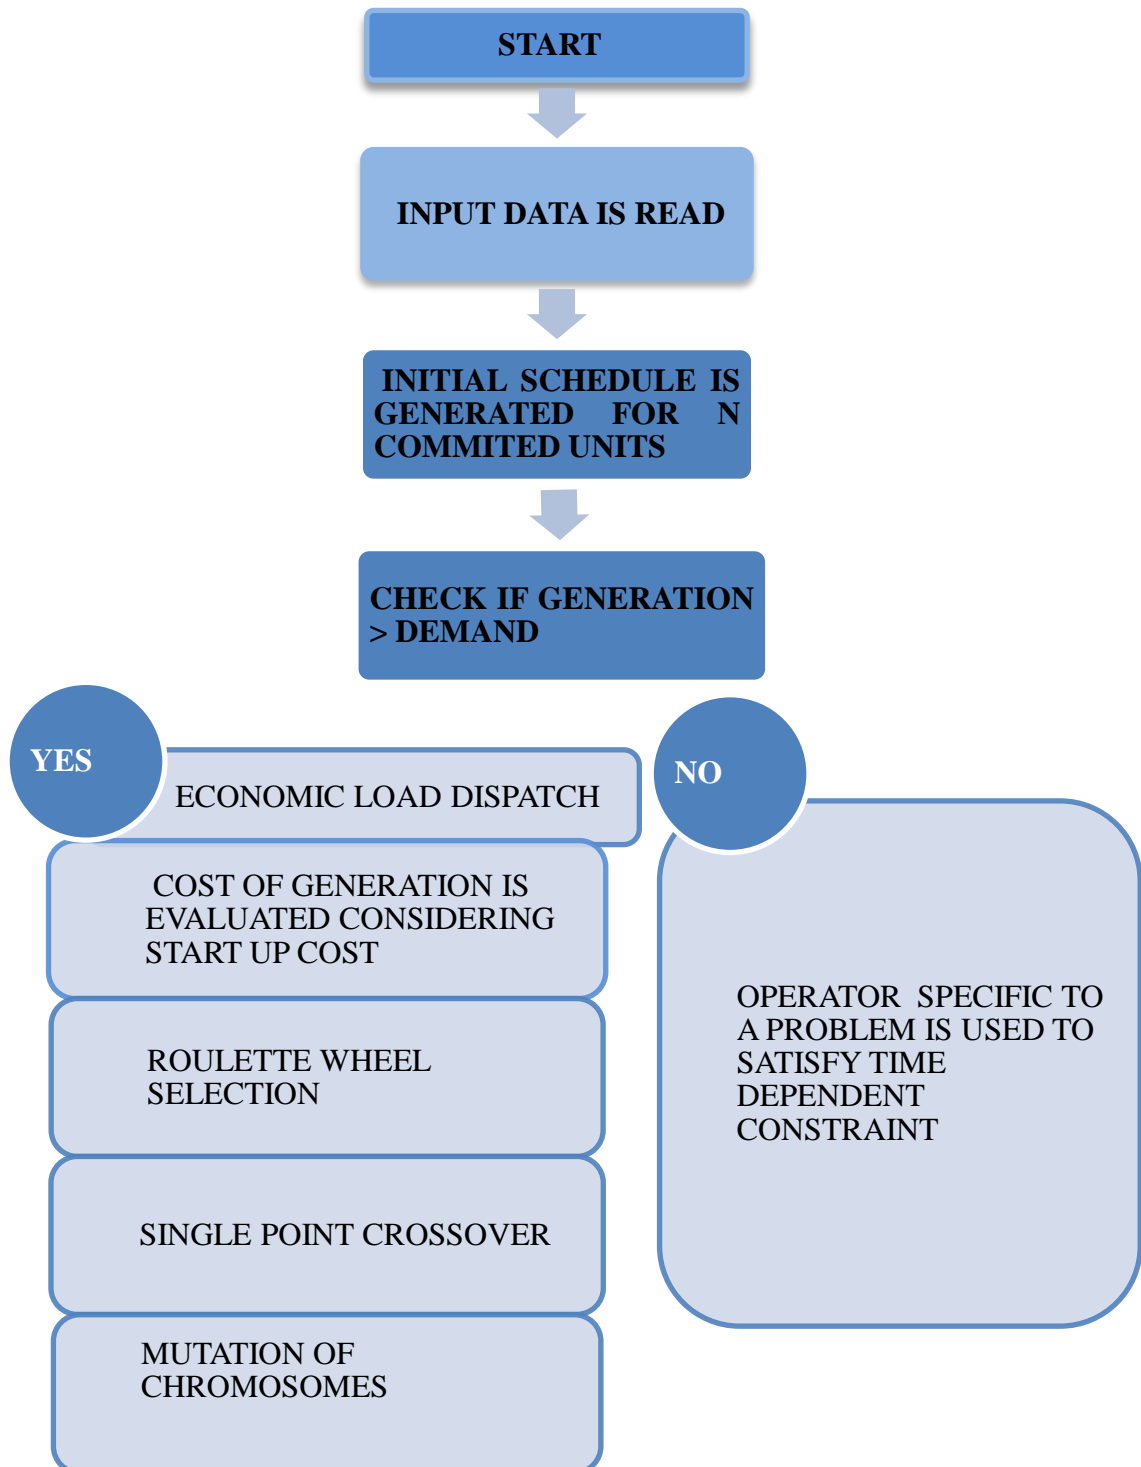 START
INPUT DATA IS READ
INITIAL SCHEDULE IS
GENERATED FOR N
COMMITED UNITS
CHECK IF GENERATION
> DEMAND
YES
ECONOMIC LOAD DISPATCH
COST OF GENERATION IS
EVALUATED CONSIDERING
START UP COST
ROULETTE WHEEL
SELECTION
SINGLE POINT CROSSOVER
MUTATION OF
CHROMOSOMES
NO
OPERATOR SPECIFIC TO
A PROBLEM IS USED TO
SATISFY TIME
DEPENDENT
CONSTRAINT